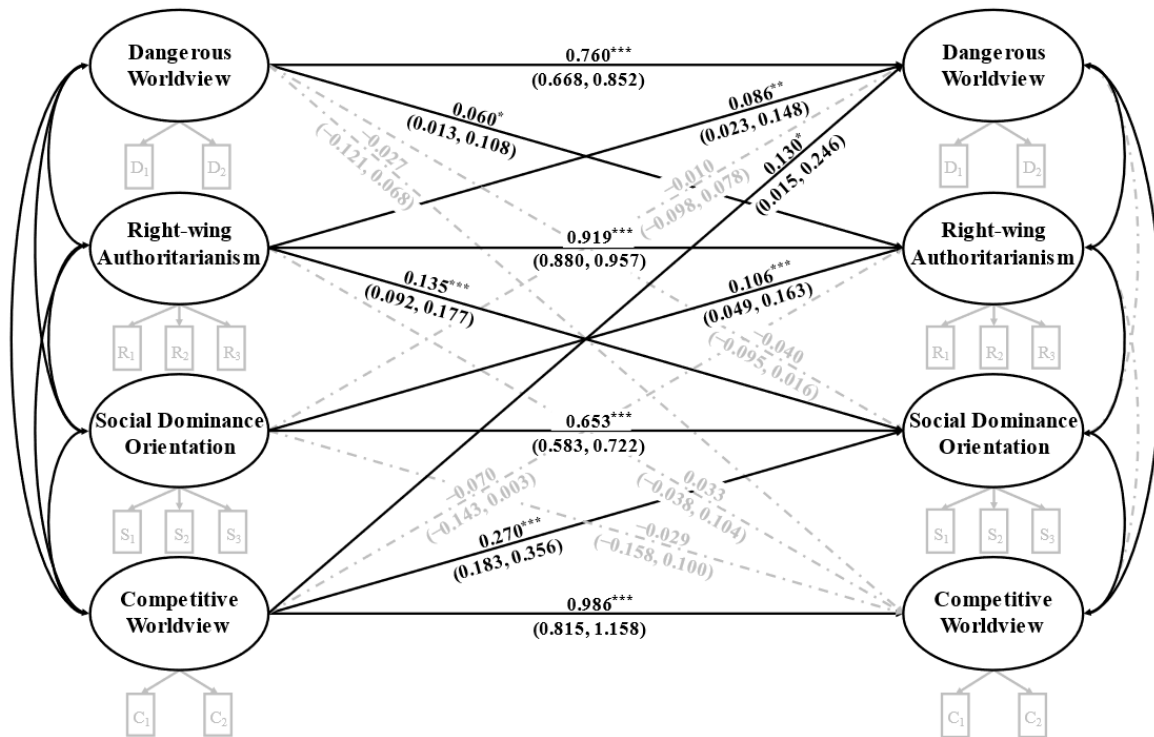 Dangerous
Worldview
D1
D2
Right-wing
Authoritarianism
R1
R2
R3
Social Dominance
Orientation
S1
S2
S3
Competitive
Worldview
C1
C2
0.760***
(0.668, 0.852)
0.060*
(0.013, 0.108)
−0.027
(−0.121, 0.068)
0.086**
(0.023, 0.148)
−0.010
(−0.098, 0.078)
0.130*
(0.015, 0.246)
0.919***
(0.880, 0.957)
0.135***
(0.092, 0.177)
0.106***
(0.049, 0.163)
−0.040
(−0.095, 0.016)
0.653***
(0.583, 0.722)
−0.070
(−0.143, 0.003)
0.033
(−0.038, 0.104)
0.270***
(0.183, 0.356)
−0.029
(−0.158, 0.100)
0.986***
(0.815, 1.158)
Dangerous
Worldview
D1
D2
Right-wing
Authoritarianism
R1
R2
R3
Social Dominance
Orientation
S1
S2
S3
Competitive
Worldview
C1
C2